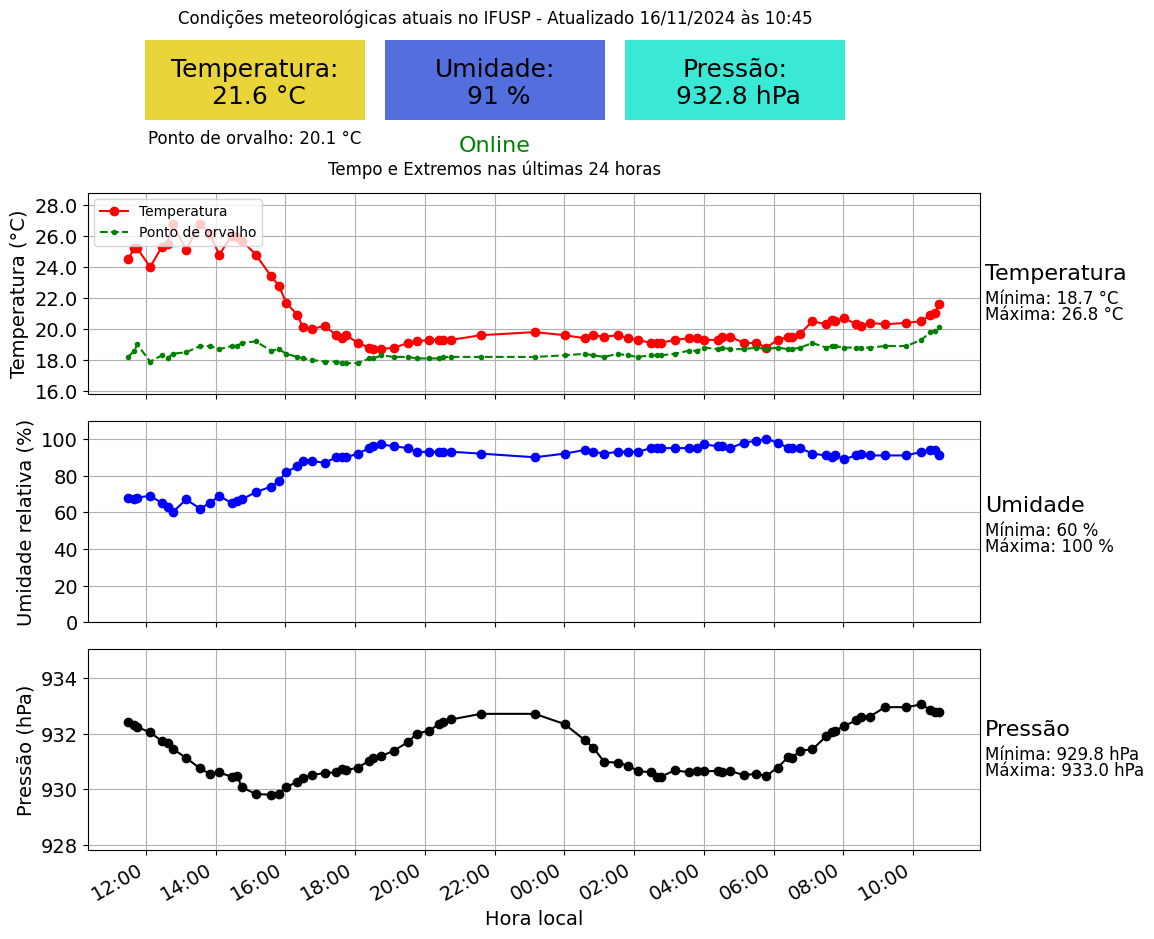 Condições meteorológicas atuais no IFUSP - Atualizado 16/11/2024 às 10:45
Temperatura:
21.6 °C
Umidade:
91 %
Pressão:
932.8 hPa
Ponto de orvalho: 20.1 °C
Online
Tempo e Extremos nas últimas 24 horas
Temperatura (°C)
28.0
26.0
24.0
22.0
20.0
18.0
16.0
Temperatura
Ponto de orvalho
Temperatura
Mínima: 18.7 °C
Máxima: 26.8 °C
Umidade relativa (%)
100
80
60
40
20
0
Umidade
Mínima: 60 %
Máxima: 100 %
Pressão (hPa)
934
932
930
928
Pressão
Mínima: 929.8 hPa
Máxima: 933.0 hPa
12:00
14:00
16:00
18:00
20:00
22:00
00:00
02:00
04:00
06:00
08:00
10:00
Hora local